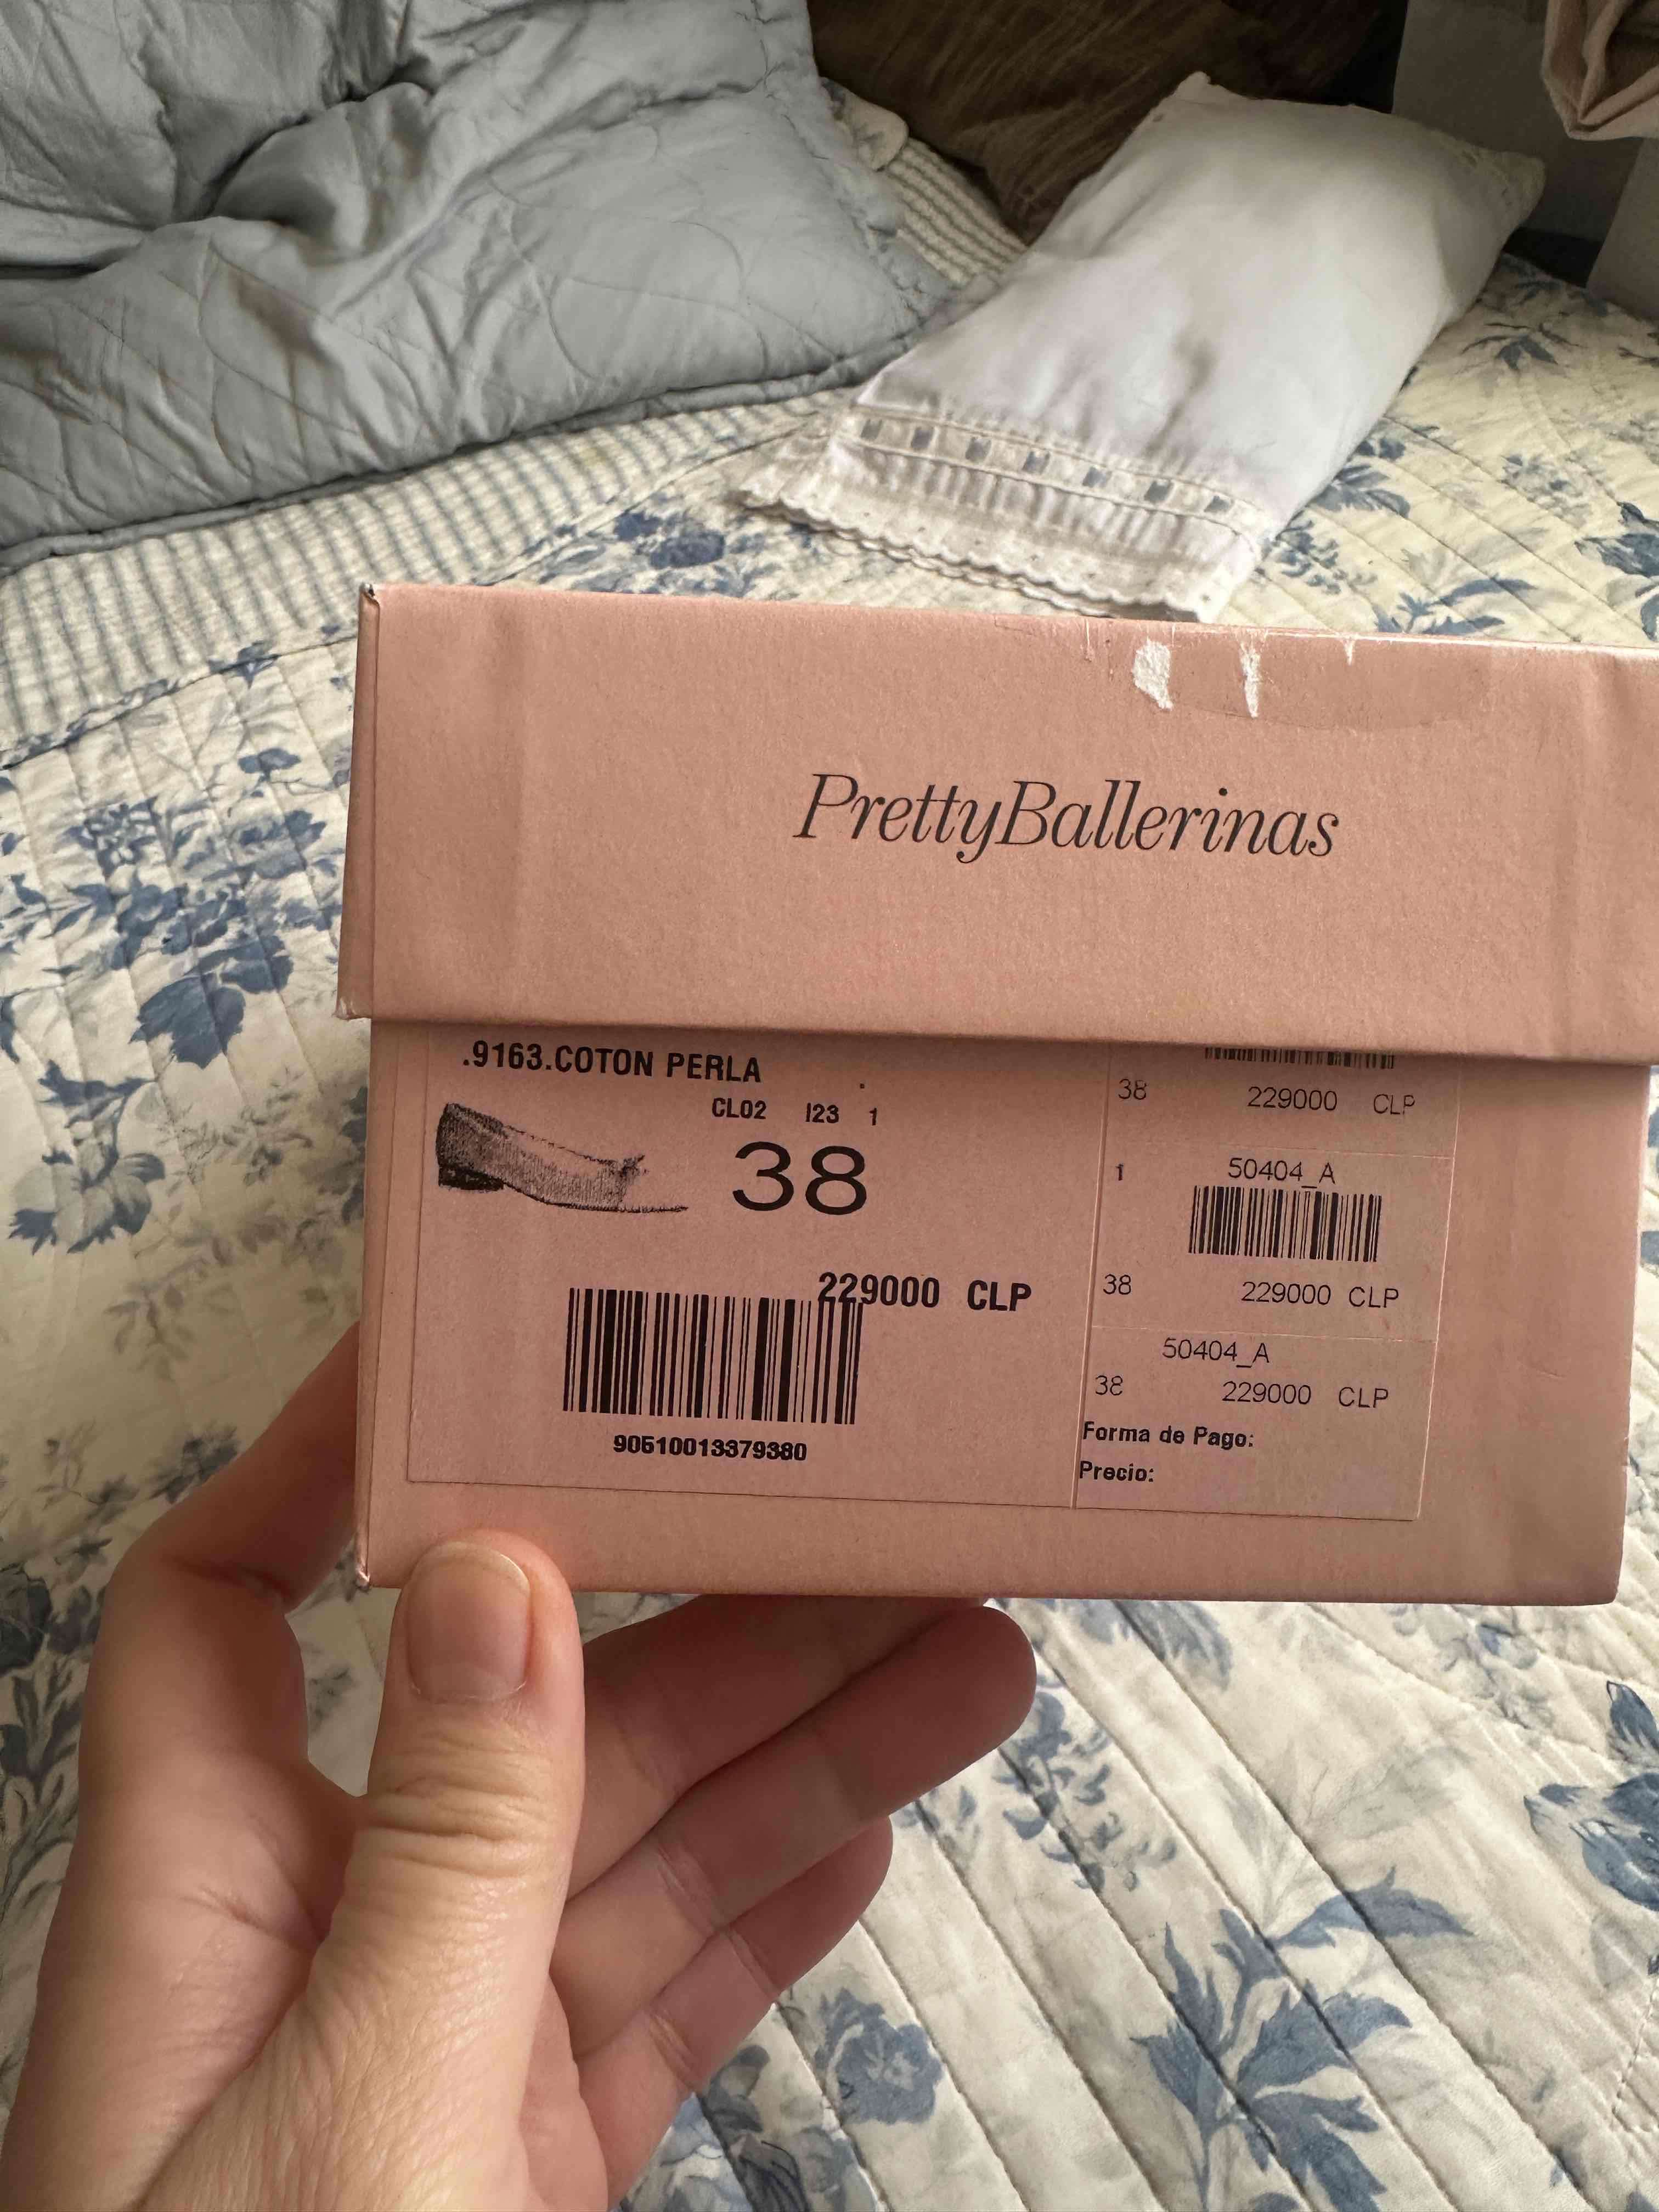 PrettyBallerinas
.9163.COTON PERLA
CL02 I23 1
38
229000 CLP
90510013379380
38 229000 CLP
1 50404_A
38 229000 CLP
50404_A
38 229000 CLP
Forma de Pago:
Precio: